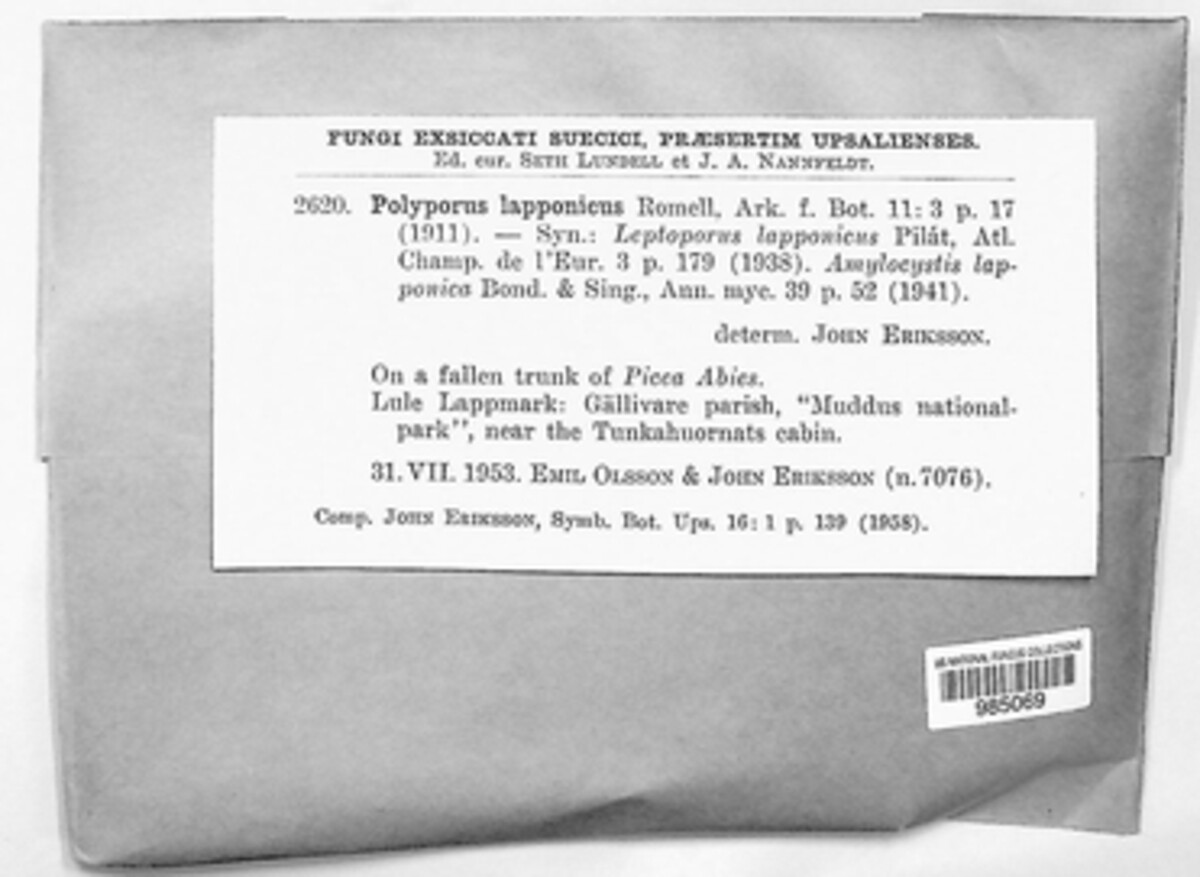 FUNGI EXSICCATI SUECICI, PRÆSERTIM UPSALIENSES.
Ed. cur. SETH LUNDELL et J. A. NANNFELDT.
2620. Polyporus lapponicus Romell, Ark. f. Bot. 11: 3 p. 17
(1911). — Syn.: Leptoporus lapponicus Pilát, Atl.
Champ. de l'Eur. 3 p. 179 (1938). Amylocystis lap-
ponica Bond. & Sing., Ann. myc. 39 p. 52 (1941).
determ. JOHN ERIKSSON.
On a fallen trunk of Picea Abies.
Lule Lappmark: Gällivare parish, “Muddus national-
park”, near the Tunkahuornats cabin.
31. VII. 1953. EMIL OLSSON & JOHN ERIKSSON (n. 7076).
Comp. JOHN ERIKSSON, Symb. Bot. Ups. 16: 1 p. 139 (1958).
US NATIONAL FUNGUS COLLECTIONS
985069